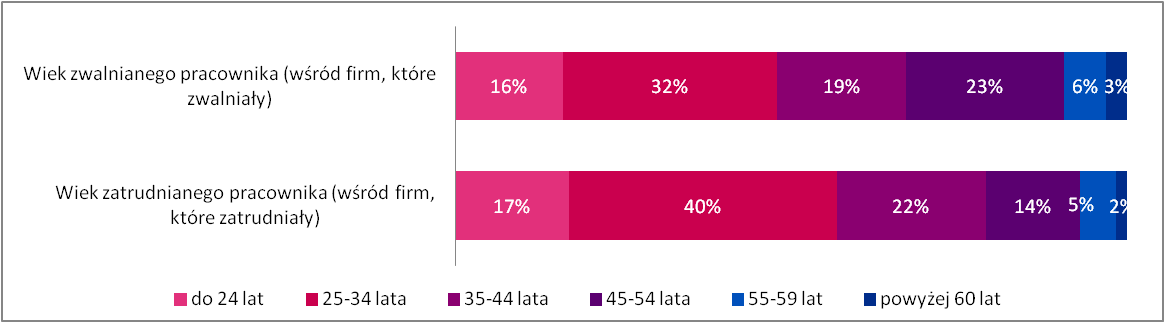 Wiek zwalnianego pracownika (wśród firm, które
zwalniały)
16% 32% 19% 23% 6% 3%
Wiek zatrudnianego pracownika (wśród firm,
które zatrudniały)
17% 40% 22% 14% 5% 2%
do 24 lat 25-34 lata 35-44 lata 45-54 lata 55-59 lat powyżej 60 lat